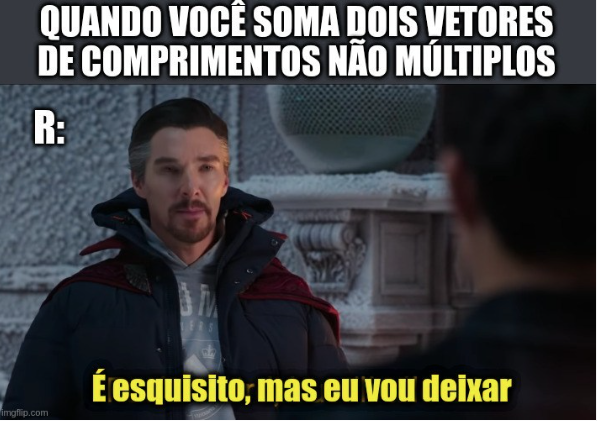 QUANDO VOCÊ SOMA DOIS VETORES
DE COMPRIMENTOS NÃO MÚLTIPLOS
R:
É esquisito, mas eu vou deixar
imgflip.com